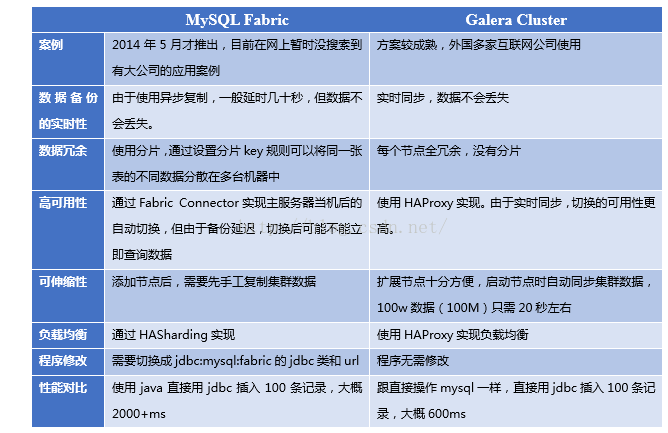 MySQL Fabric Galera Cluster
案例 2014 年 5 月才推出，目前在网上暂时没搜索到 方案较成熟，外国多家互联网公司使用
有大公司的应用案例
数据备份 由于使用异步复制，一般延时几十秒，但数据不 实时同步，数据不会丢失
的实时性 会丢失。
数据冗余 使用分片，通过设置分片 key 规则可以将同一张 每个节点全冗余，没有分片
表的不同数据分散在多台机器中
高可用性 通过 Fabric Connector 实现主服务器当机后的 使用 HAProxy 实现。由于实时同步，切换的可用性更
自动切换，但由于备份延迟，切换后可能不能立 高。
即查询数据
可伸缩性 添加节点后，需要先手工复制集群数据 扩展节点十分方便，启动节点时自动同步集群数据，
100w 数据（100M）只需 20 秒左右
负载均衡 通过 HASharding 实现 使用 HAProxy 实现负载均衡
程序修改 需要切换成 jdbc:mysql:fabric 的 jdbc 类和 url 程序无需修改
性能对比 使用 java 直接用 jdbc 插入 100 条记录，大概 跟直接操作 mysql 一样，直接用 jdbc 插入 100 条记
2000+ms 录，大概 600ms